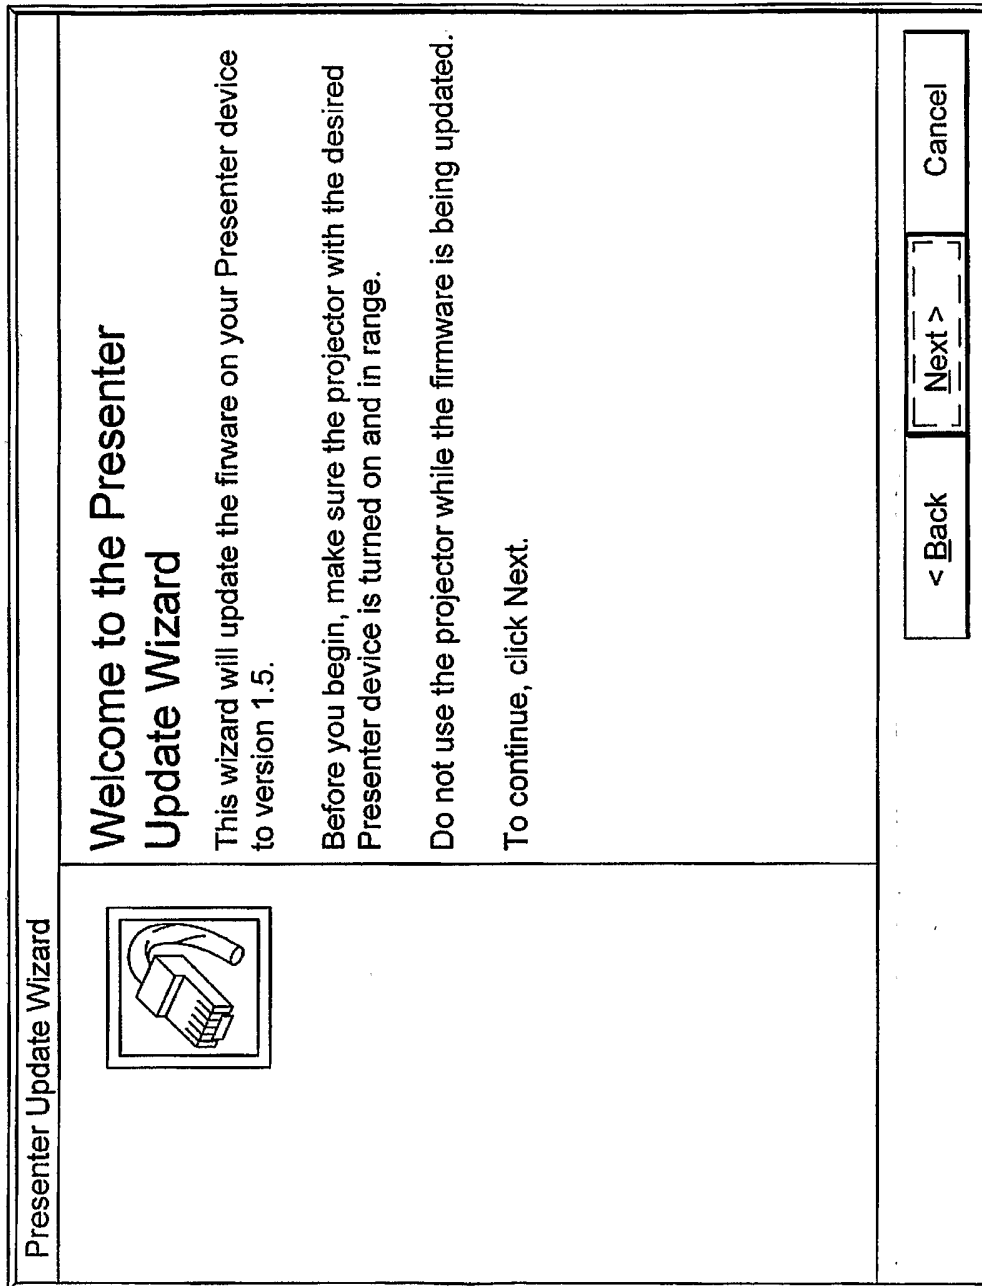 Presenter Update Wizard
Welcome to the Presenter
Update Wizard
This wizard will update the firware on your Presenter device
to version 1.5.
Before you begin, make sure the projector with the desired
Presenter device is turned on and in range.
Do not use the projector while the firmware is being updated.
To continue, click Next.
< Back
Next >
Cancel